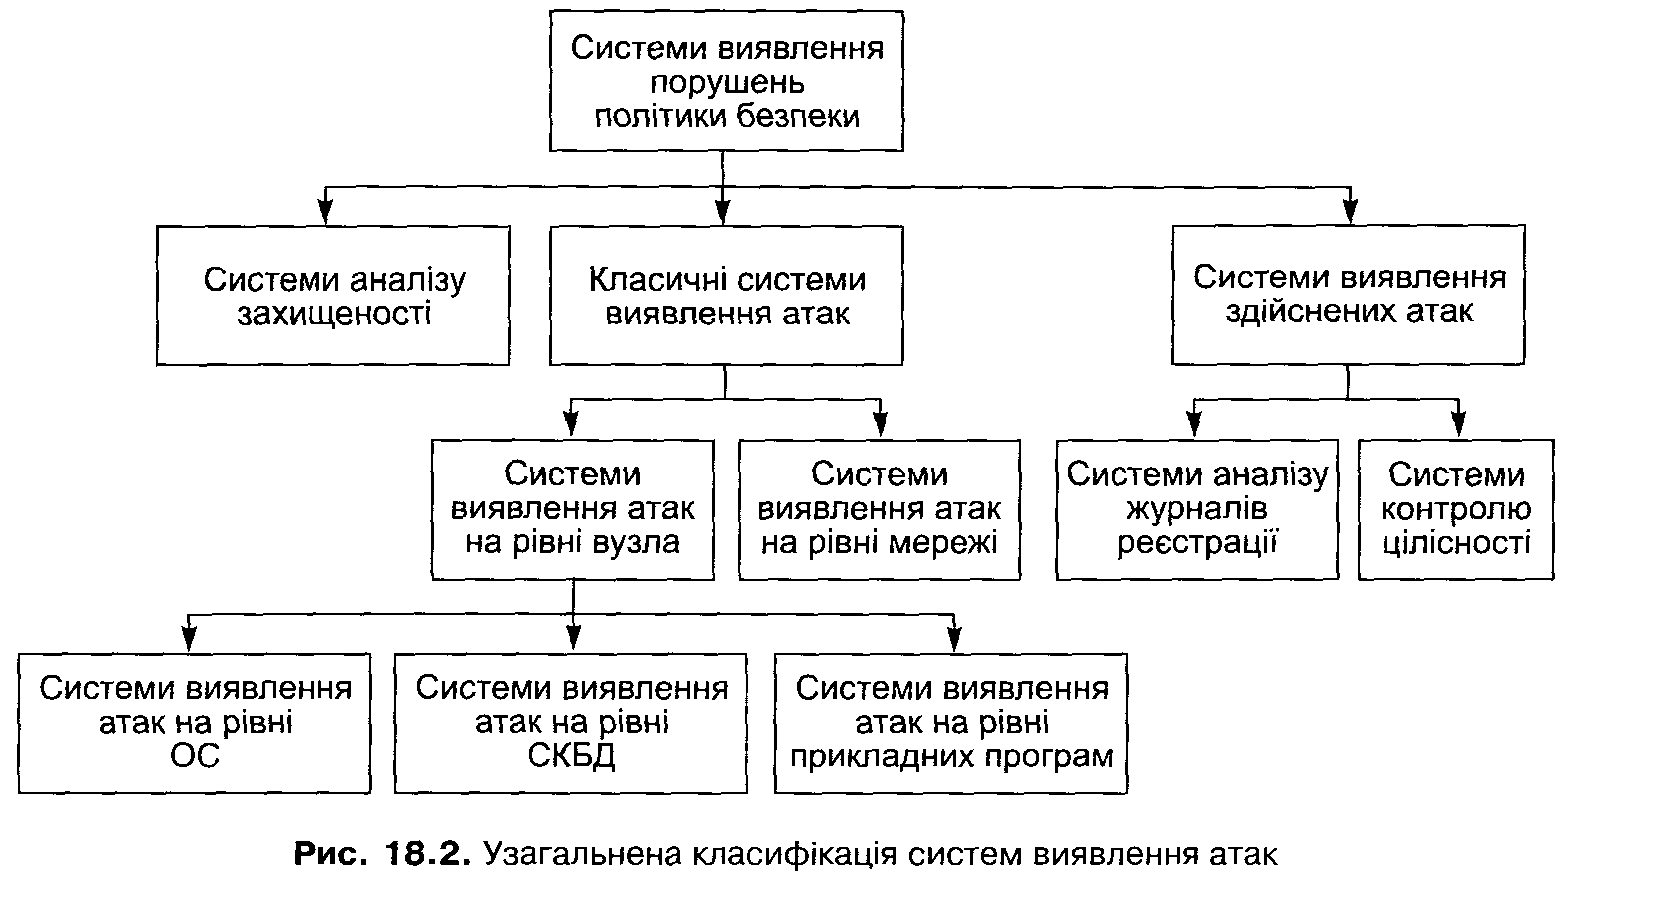 Системи виявлення
порушень
політики безпеки
Системи аналізу
захищеності
Класичні системи
виявлення атак
Системи виявлення
здійснених атак
Системи
виявлення атак
на рівні вузла
Системи
виявлення атак
на рівні мережі
Системи аналізу
журналів
реєстрації
Системи
контролю
цілісності
Системи виявлення
атак на рівні
ОС
Системи виявлення
атак на рівні
СКБД
Системи виявлення
атак на рівні
прикладних програм
Рис. 18.2. Узагальнена класифікація систем виявлення атак